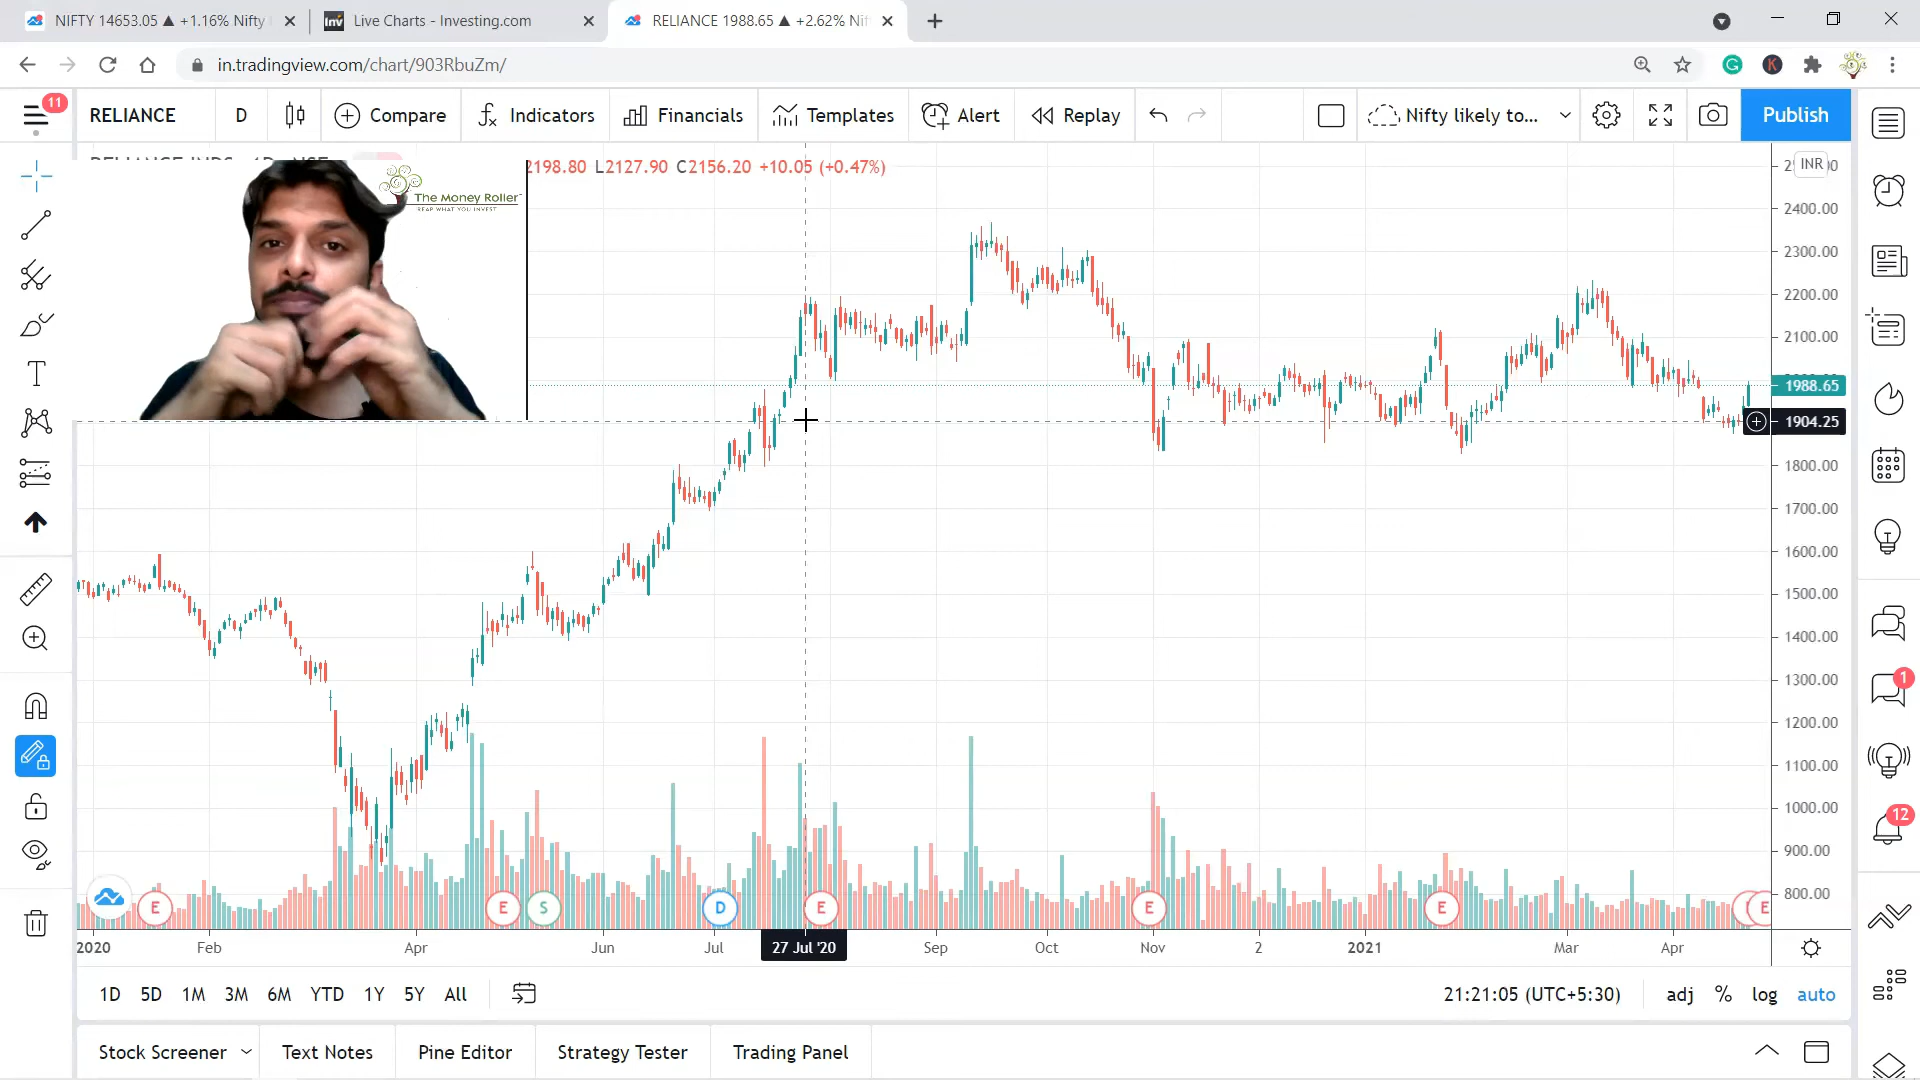 NIFTY 14653.05 ▲ +1.16% Nifty
Live Charts - Investing.com
RELIANCE 1988.65 ▲ +2.62% Nif
in.tradingview.com/chart/903RbuZm/
11
RELIANCE
D
Compare
Indicators
Financials
Templates
Alert
Replay
Nifty likely to...
Publish
2198.80 L2127.90 C2156.20 +10.05 (+0.47%)
The Money Roller
REAP WHAT YOU INVEST
INR
2400.00
2300.00
2200.00
2100.00
1988.65
1904.25
1800.00
1700.00
1600.00
1500.00
1400.00
1300.00
1200.00
1100.00
1000.00
900.00
800.00
1
12
E
E
S
D
E
E
E
E
2020
Feb
Apr
Jun
Jul
27 Jul '20
Sep
Oct
Nov
2
2021
Mar
Apr
1D
5D
1M
3M
6M
YTD
1Y
5Y
All
21:21:05 (UTC+5:30)
adj
%
log
auto
Stock Screener
Text Notes
Pine Editor
Strategy Tester
Trading Panel